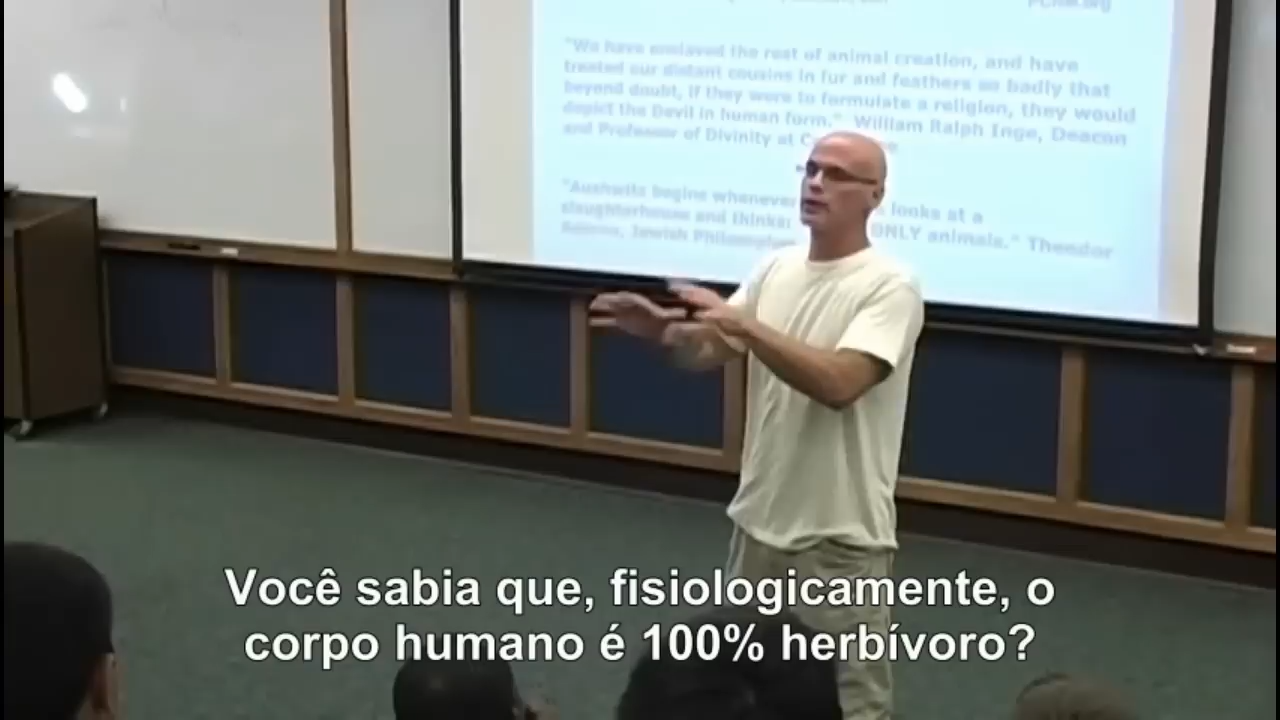 PCRM.org
"We have enslaved the rest of animal creation, and have
treated our distant cousins in fur and feathers so badly that
beyond doubt, if they were to formulate a religion, they would
depict the Devil in human form." William Ralph Inge, Deacon
and Professor of Divinity at
"Aushwitz begins whenever looks at a
slaughterhouse and thinks: ONLY animals." Theodor
Jewish
Você sabia que, fisiologicamente, o
corpo humano é 100% herbívoro?